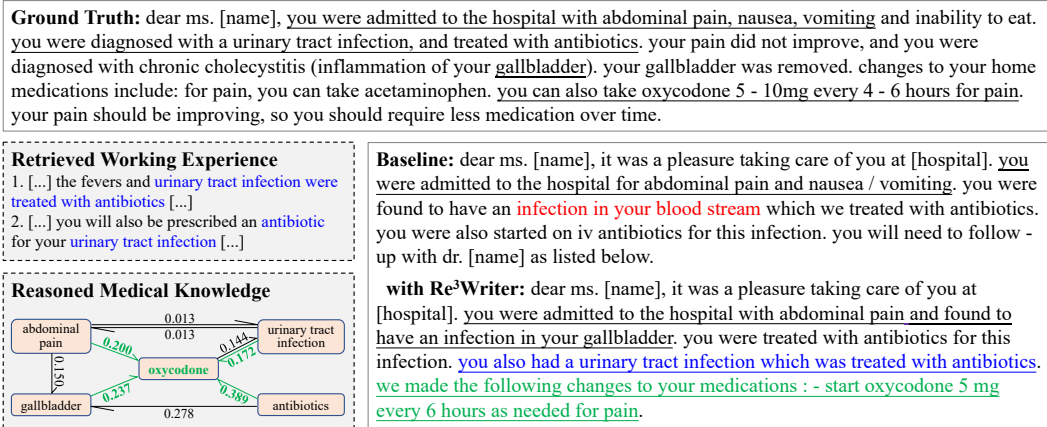 Ground Truth: dear ms. [name], you were admitted to the hospital with abdominal pain, nausea, vomiting and inability to eat.
you were diagnosed with a urinary tract infection, and treated with antibiotics. your pain did not improve, and you were
diagnosed with chronic cholecystitis (inflammation of your gallbladder). your gallbladder was removed. changes to your home
medications include: for pain, you can take acetaminophen. you can also take oxycodone 5 - 10mg every 4 - 6 hours for pain.
your pain should be improving, so you should require less medication over time.
Retrieved Working Experience
1. [...] the fevers and urinary tract infection were
treated with antibiotics [...]
2. [...] you will also be prescribed an antibiotic
for your urinary tract infection [...]
Reasoned Medical Knowledge
abdominal
pain
0.013
0.013
urinary tract
infection
0.200
0.144
0.172
0.150
oxycodone
0.237
0.389
gallbladder
0.278
antibiotics
Baseline: dear ms. [name], it was a pleasure taking care of you at [hospital]. you
were admitted to the hospital for abdominal pain and nausea / vomiting. you were
found to have an infection in your blood stream which we treated with antibiotics.
you were also started on iv antibiotics for this infection. you will need to follow -
up with dr. [name] as listed below.
with Re³Writer: dear ms. [name], it was a pleasure taking care of you at
[hospital]. you were admitted to the hospital with abdominal pain and found to
have an infection in your gallbladder. you were treated with antibiotics for this
infection. you also had a urinary tract infection which was treated with antibiotics.
we made the following changes to your medications : - start oxycodone 5 mg
every 6 hours as needed for pain.